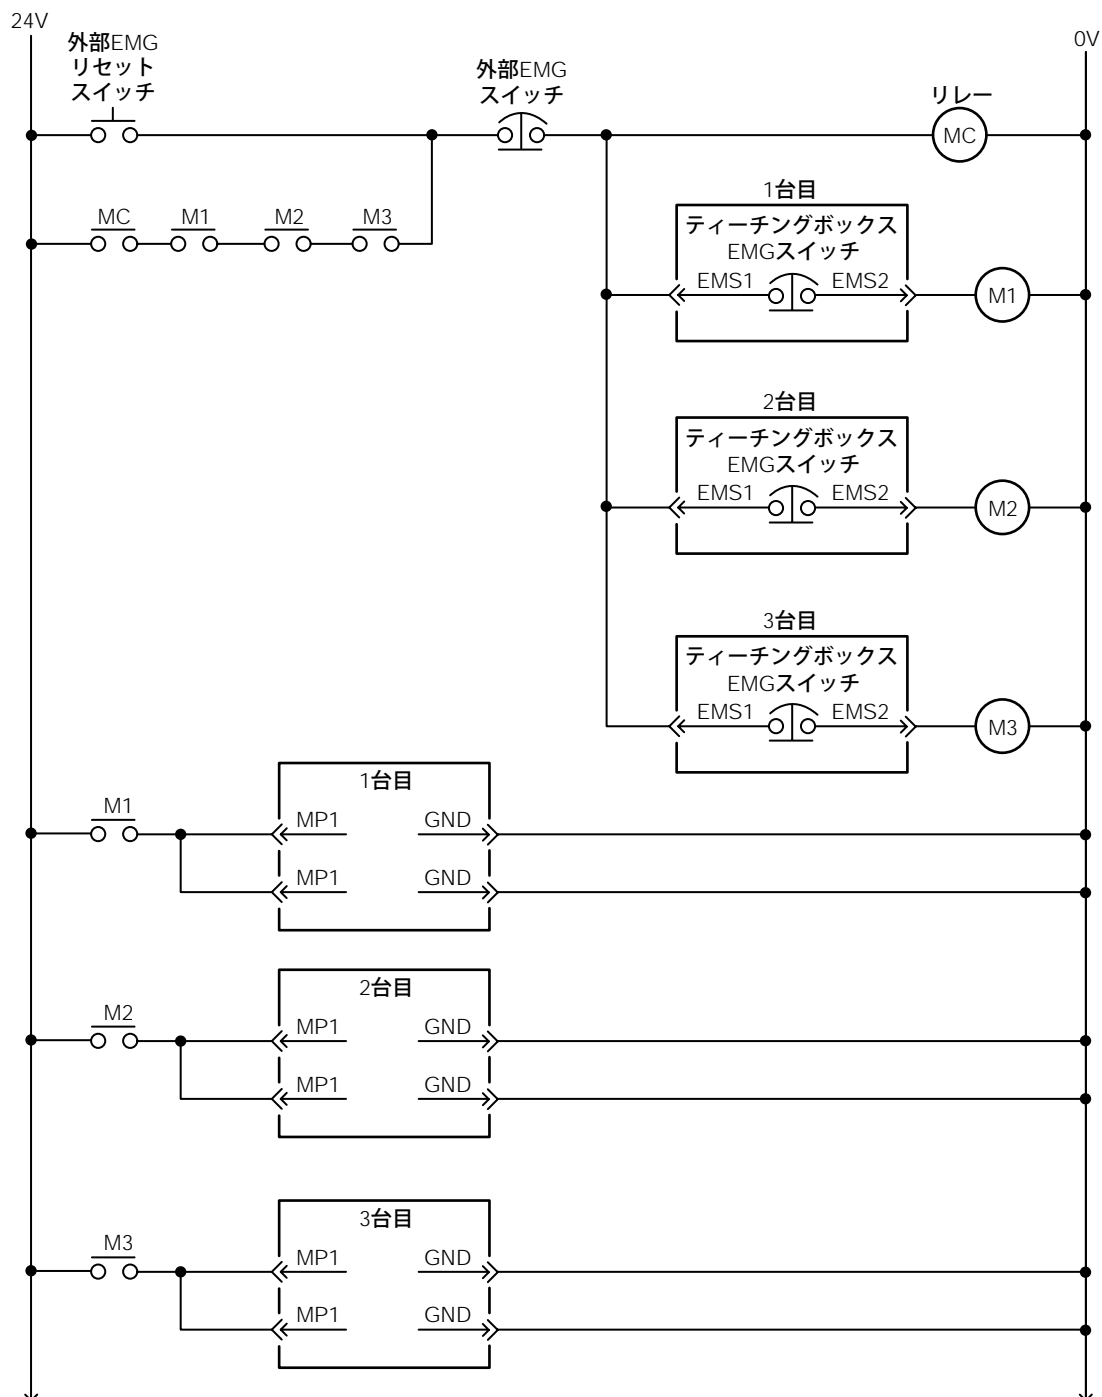 24V
0V
外部EMG
リセット
スイッチ
外部EMG
スイッチ
リレー
MC
MC M1 M2 M3
1台目
ティーチングボックス
EMGスイッチ
EMS1 EMS2
M1
2台目
ティーチングボックス
EMGスイッチ
EMS1 EMS2
M2
3台目
ティーチングボックス
EMGスイッチ
EMS1 EMS2
M3
M1
1台目
MP1 GND
MP1 GND
M2
2台目
MP1 GND
MP1 GND
M3
3台目
MP1 GND
MP1 GND